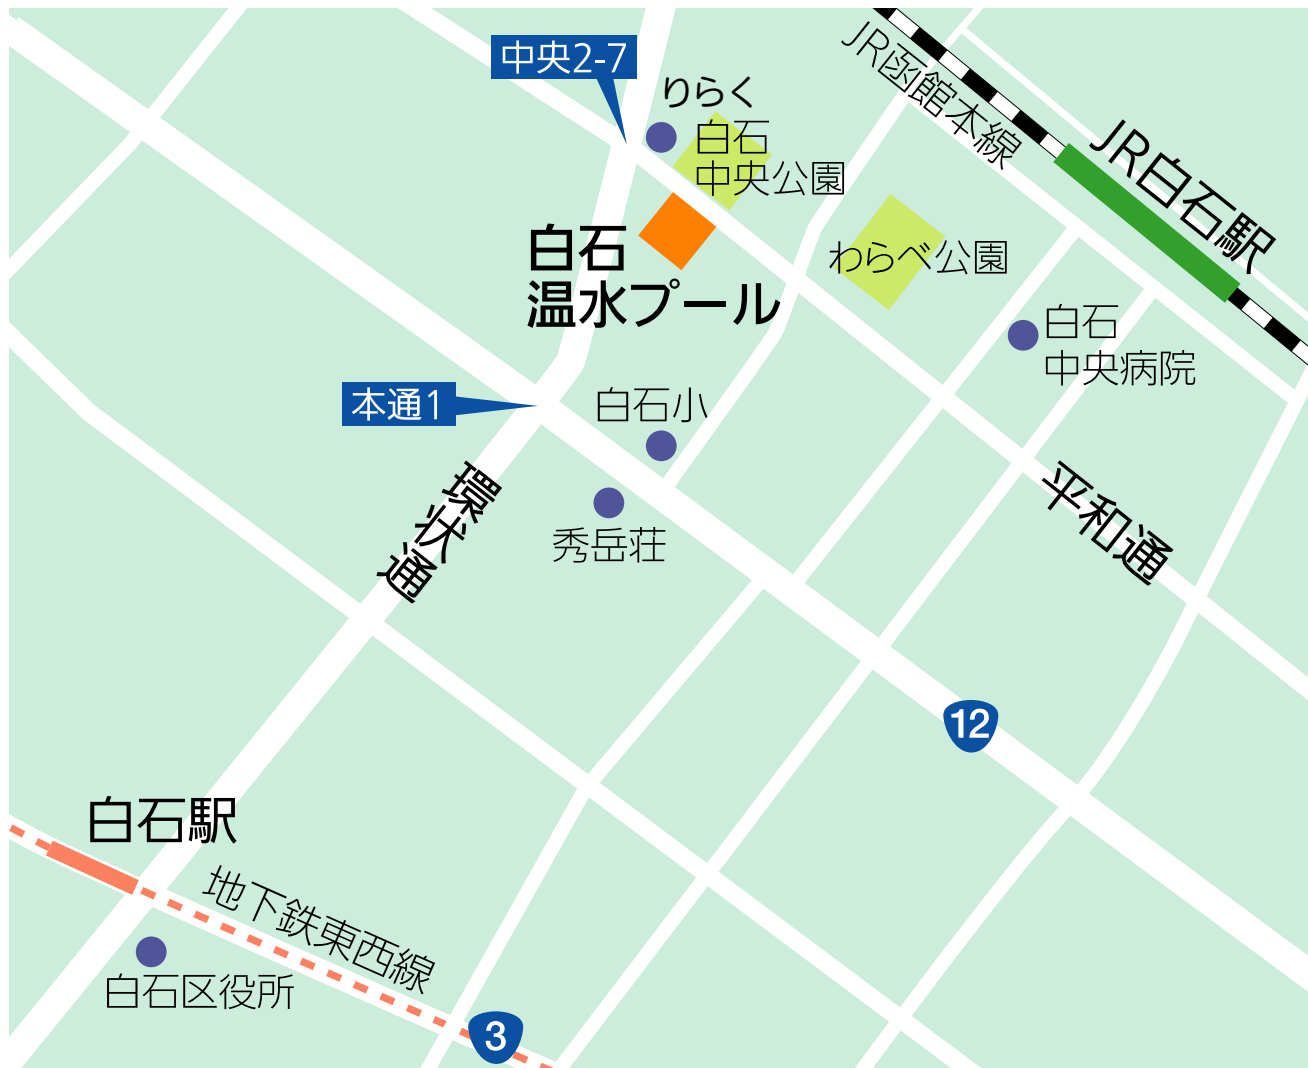 中央2-7
りらく
白石
中央公園
JR函館本線
JR白石駅
白石
温水プール
わらべ公園
白石
中央病院
本通1
白石小
環状通
秀岳荘
平和通
12
白石駅
地下鉄東西線
白石区役所
3